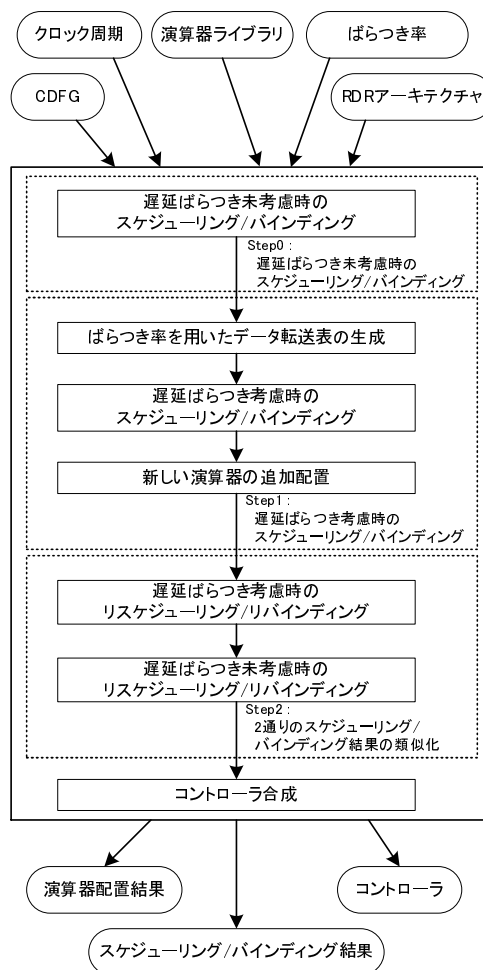 クロック周期
演算器ライブラリ
ばらつき率
CDFG
RDRアーキテクチャ
遅延ばらつき未考慮時の
スケジューリング/バインディング
Step0:
遅延ばらつき未考慮時の
スケジューリング/バインディング
ばらつき率を用いたデータ転送表の生成
遅延ばらつき考慮時の
スケジューリング/バインディング
新しい演算器の追加配置
Step1:
遅延ばらつき考慮時の
スケジューリング/バインディング
遅延ばらつき考慮時の
リスケジューリング/リバインディング
遅延ばらつき未考慮時の
リスケジューリング/リバインディング
Step2:
2通りのスケジューリング/
バインディング結果の類似化
コントローラ合成
演算器配置結果
コントローラ
スケジューリング/バインディング結果